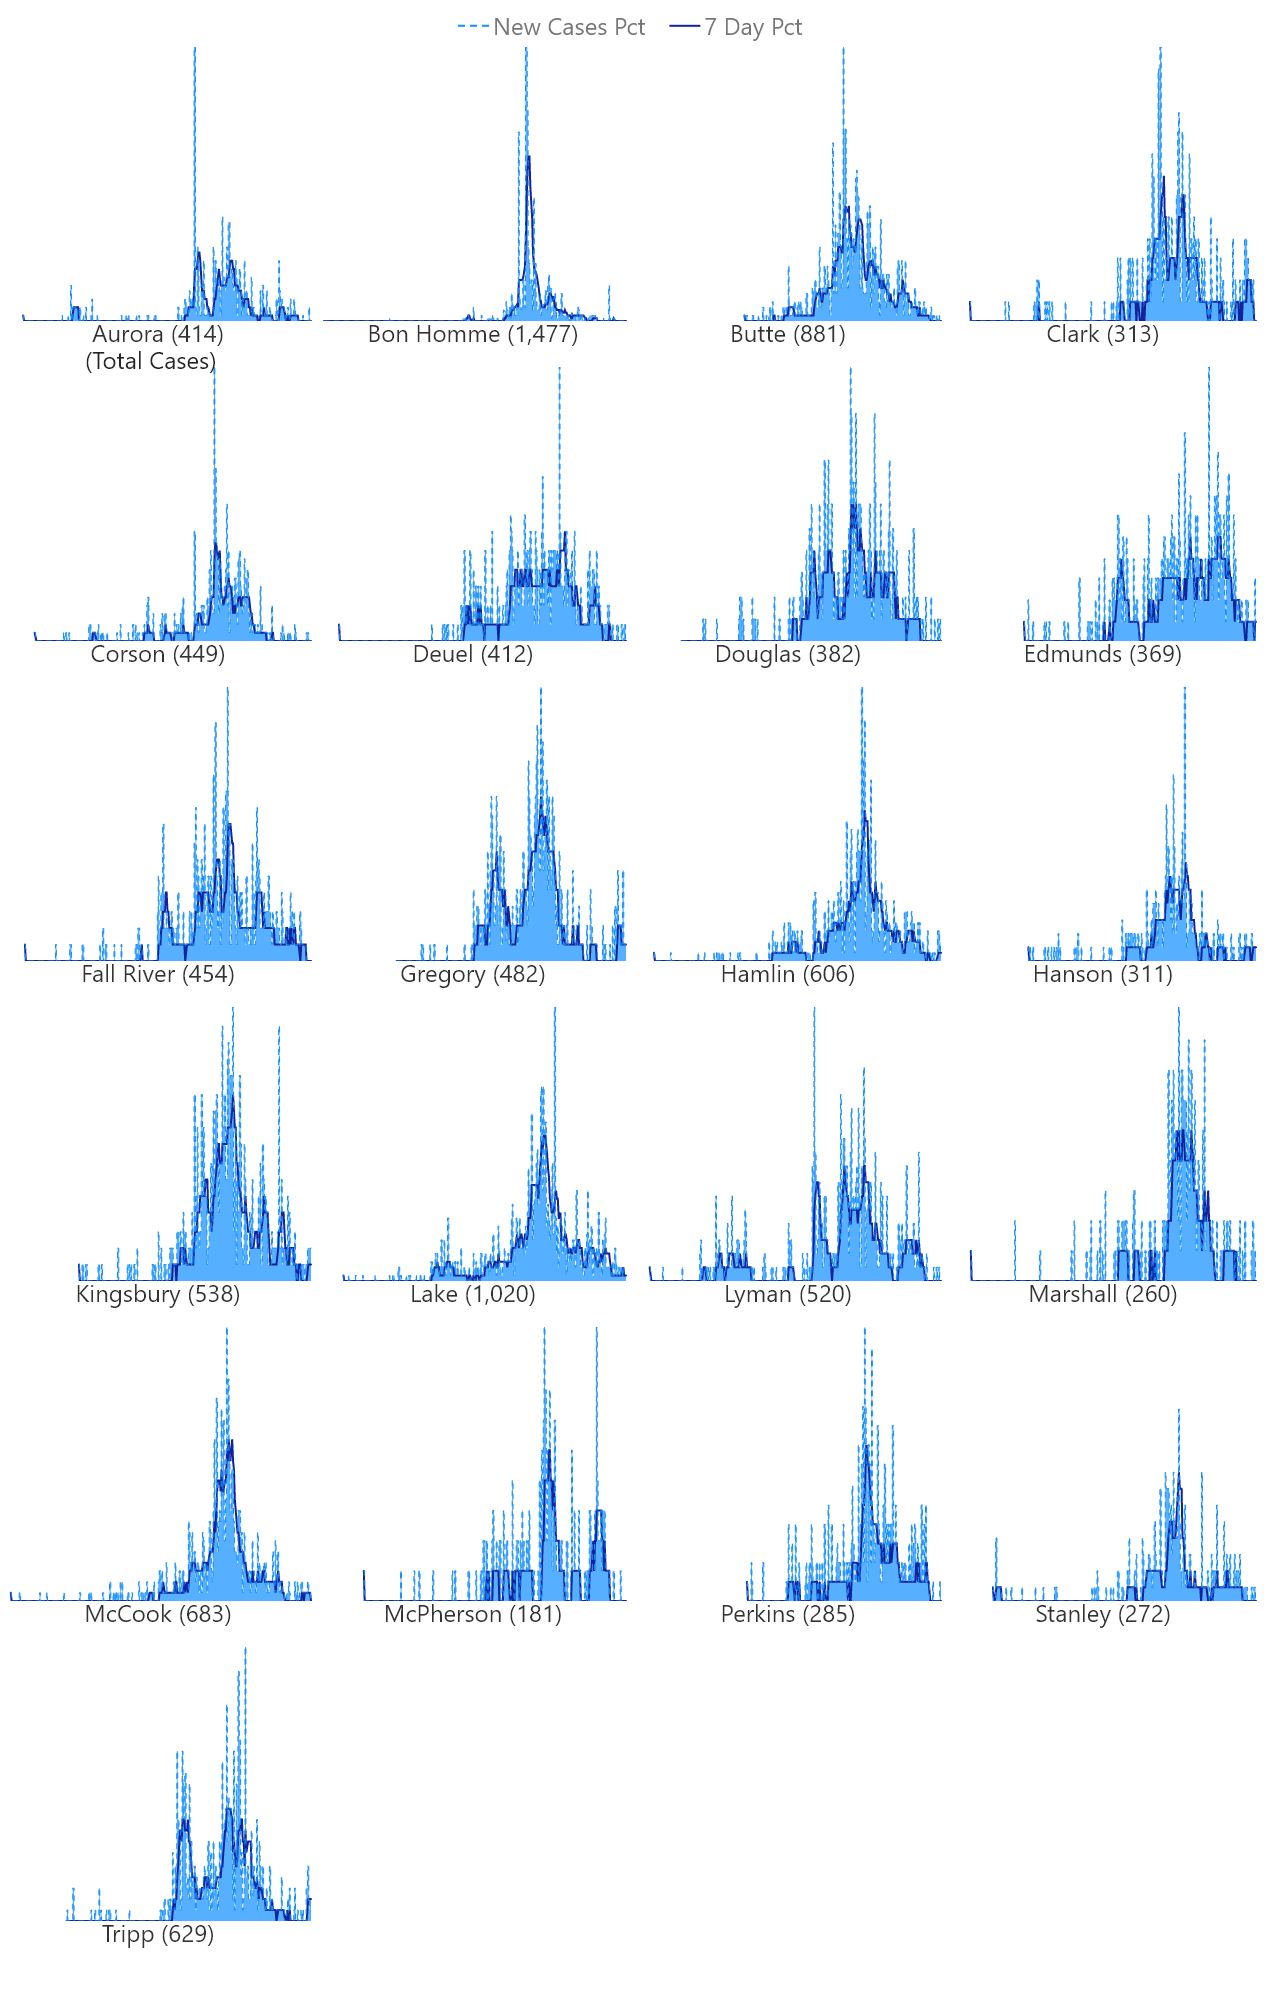 New Cases Pct 7 Day Pct
Aurora (414) Bon Homme (1,477) Butte (881) Clark (313)
(Total Cases)
Corson (449) Deuel (412) Douglas (382) Edmunds (369)
Fall River (454) Gregory (482) Hamlin (606) Hanson (311)
Kingsbury (538) Lake (1,020) Lyman (520) Marshall (260)
McCook (683) McPherson (181) Perkins (285) Stanley (272)
Tripp (629)